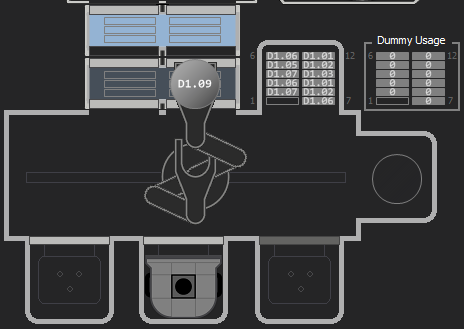 Dummy Usage
6 D1.06 D1.01 12 6 0 0 12
D1.05 D1.02 0 0
D1.09 D1.07 D1.03 0 0
D1.06 D1.01 0 0
D1.07 D1.02 0 0
1 D1.06 7 1 0 7